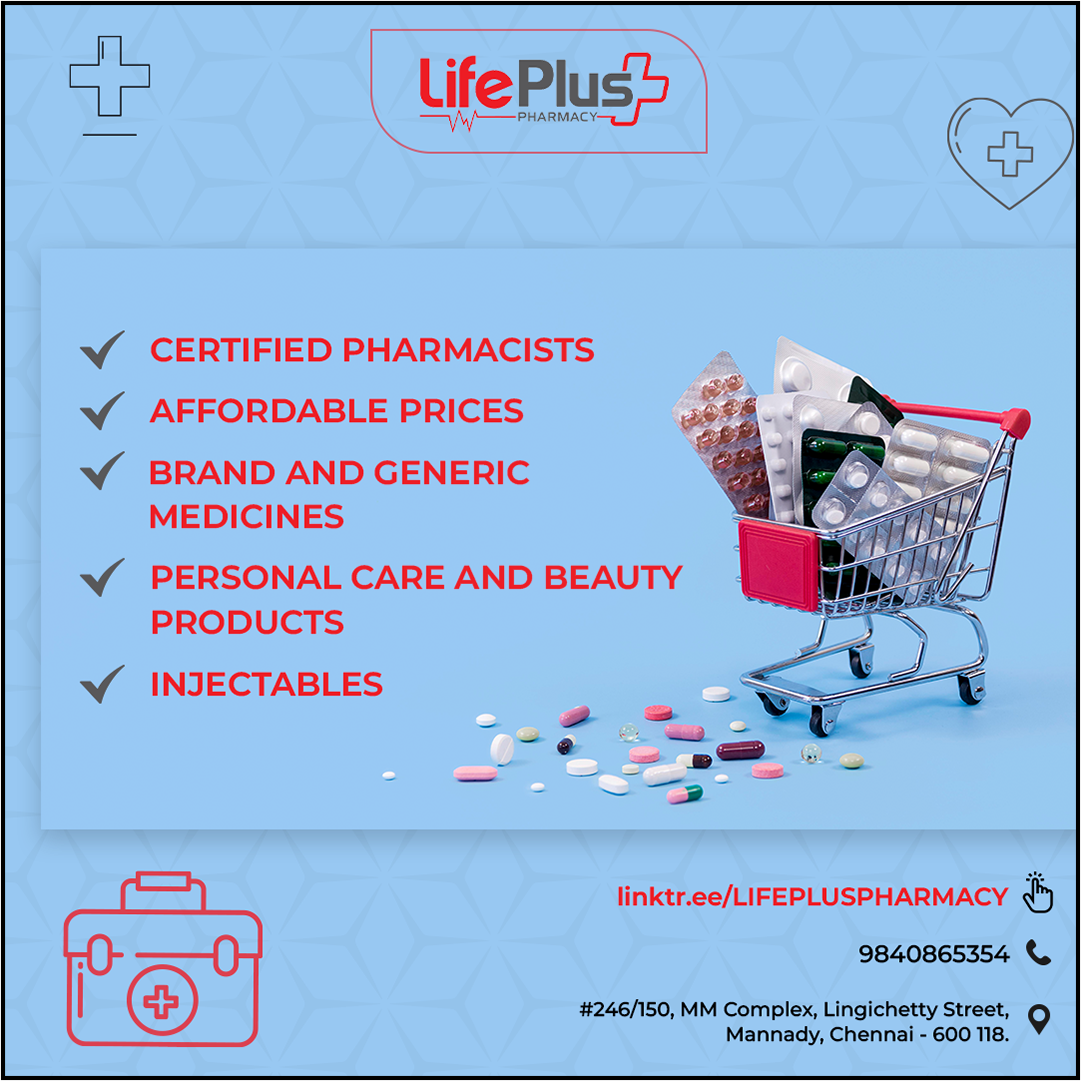 LifePlus
PHARMACY
CERTIFIED PHARMACISTS
AFFORDABLE PRICES
BRAND AND GENERIC
MEDICINES
PERSONAL CARE AND BEAUTY
PRODUCTS
INJECTABLES
linktr.ee/LIFEPLUSPHARMACY
9840865354
#246/150, MM Complex, Lingichetty Street,
Mannady, Chennai - 600 118.